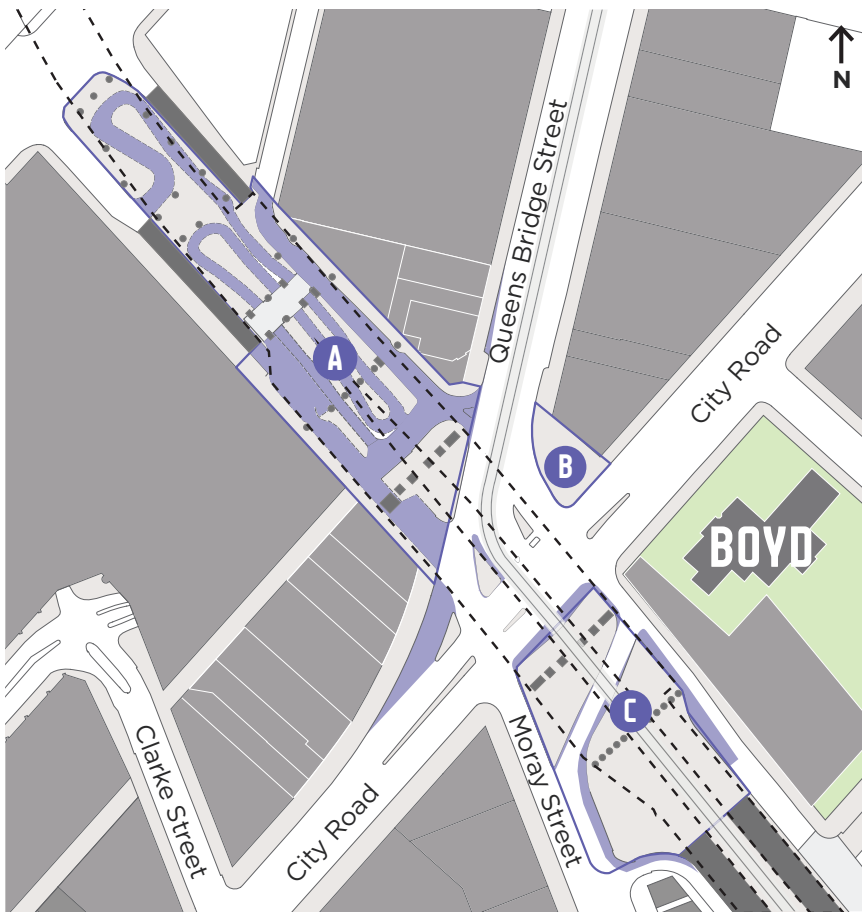 N
Queens Bridge Street
City Road
A
B
BOYD
C
Clarke Street
City Road
Moray Street